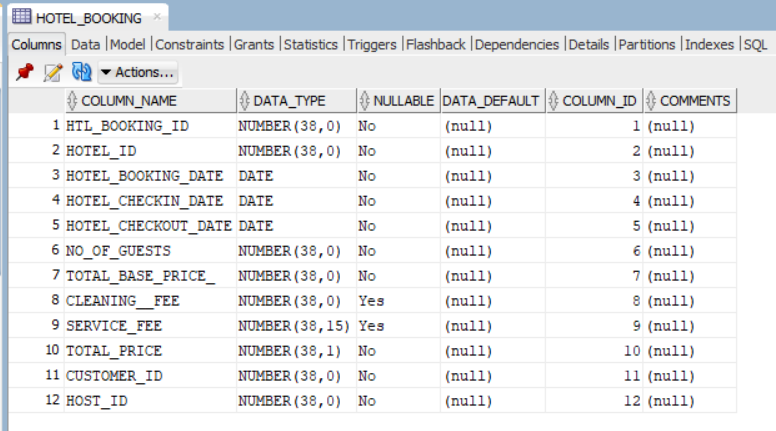 HOTEL_BOOKING ×
Columns Data Model Constraints Grants Statistics Triggers Flashback Dependencies Details Partitions Indexes SQL
Actions...
COLUMN_NAME DATA_TYPE NULLABLE DATA_DEFAULT COLUMN_ID COMMENTS
1 HTL_BOOKING_ID NUMBER(38,0) No (null) 1 (null)
2 HOTEL_ID NUMBER(38,0) No (null) 2 (null)
3 HOTEL_BOOKING_DATE DATE No (null) 3 (null)
4 HOTEL_CHECKIN_DATE DATE No (null) 4 (null)
5 HOTEL_CHECKOUT_DATE DATE No (null) 5 (null)
6 NO_OF_GUESTS NUMBER(38,0) No (null) 6 (null)
7 TOTAL_BASE_PRICE_ NUMBER(38,0) No (null) 7 (null)
8 CLEANING__FEE NUMBER(38,0) Yes (null) 8 (null)
9 SERVICE_FEE NUMBER(38,15) Yes (null) 9 (null)
10 TOTAL_PRICE NUMBER(38,1) No (null) 10 (null)
11 CUSTOMER_ID NUMBER(38,0) No (null) 11 (null)
12 HOST_ID NUMBER(38,0) No (null) 12 (null)